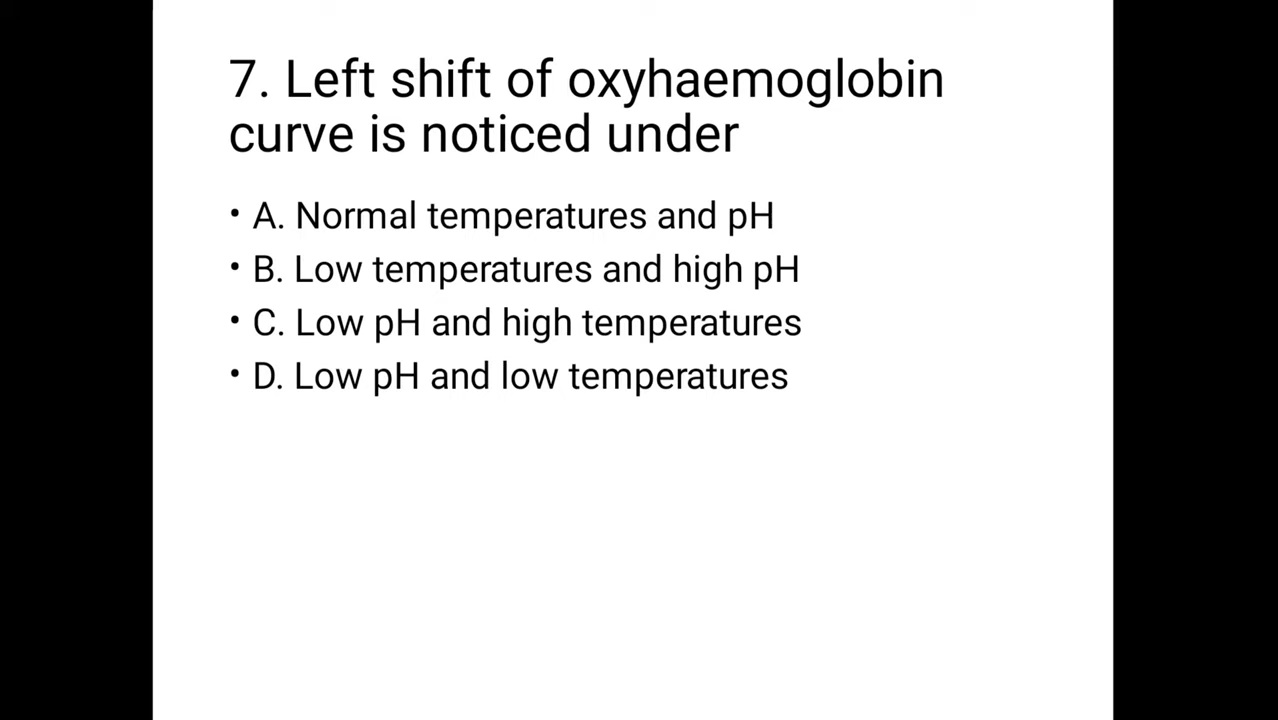 7. Left shift of oxyhaemoglobin
curve is noticed under
• A. Normal temperatures and pH
• B. Low temperatures and high pH
• C. Low pH and high temperatures
• D. Low pH and low temperatures